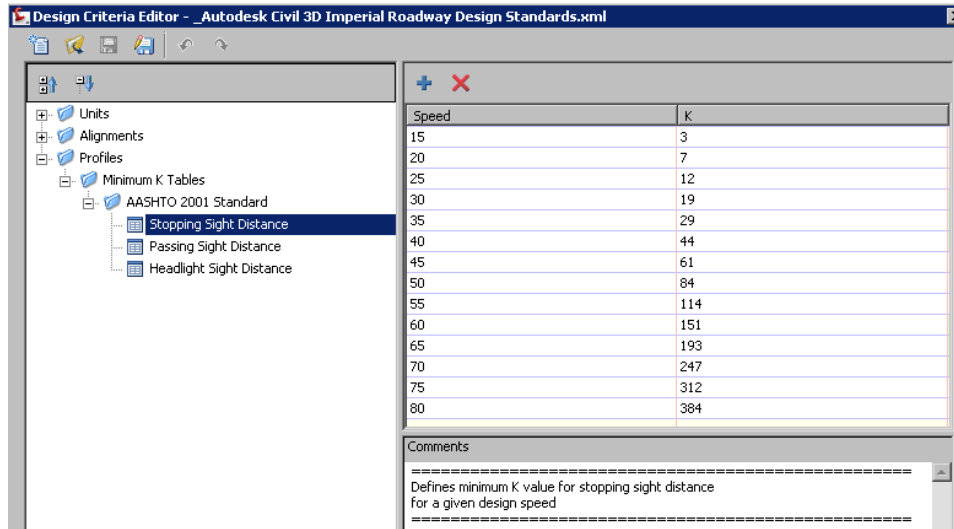 Design Criteria Editor - _Autodesk Civil 3D Imperial Roadway Design Standards.xml
Units
Alignments
Profiles
Minimum K Tables
AASHTO 2001 Standard
Stopping Sight Distance
Passing Sight Distance
Headlight Sight Distance
Speed K
15 3
20 7
25 12
30 19
35 29
40 44
45 61
50 84
55 114
60 151
65 193
70 247
75 312
80 384
Comments
===================================================
Defines minimum K value for stopping sight distance
for a given design speed
===================================================